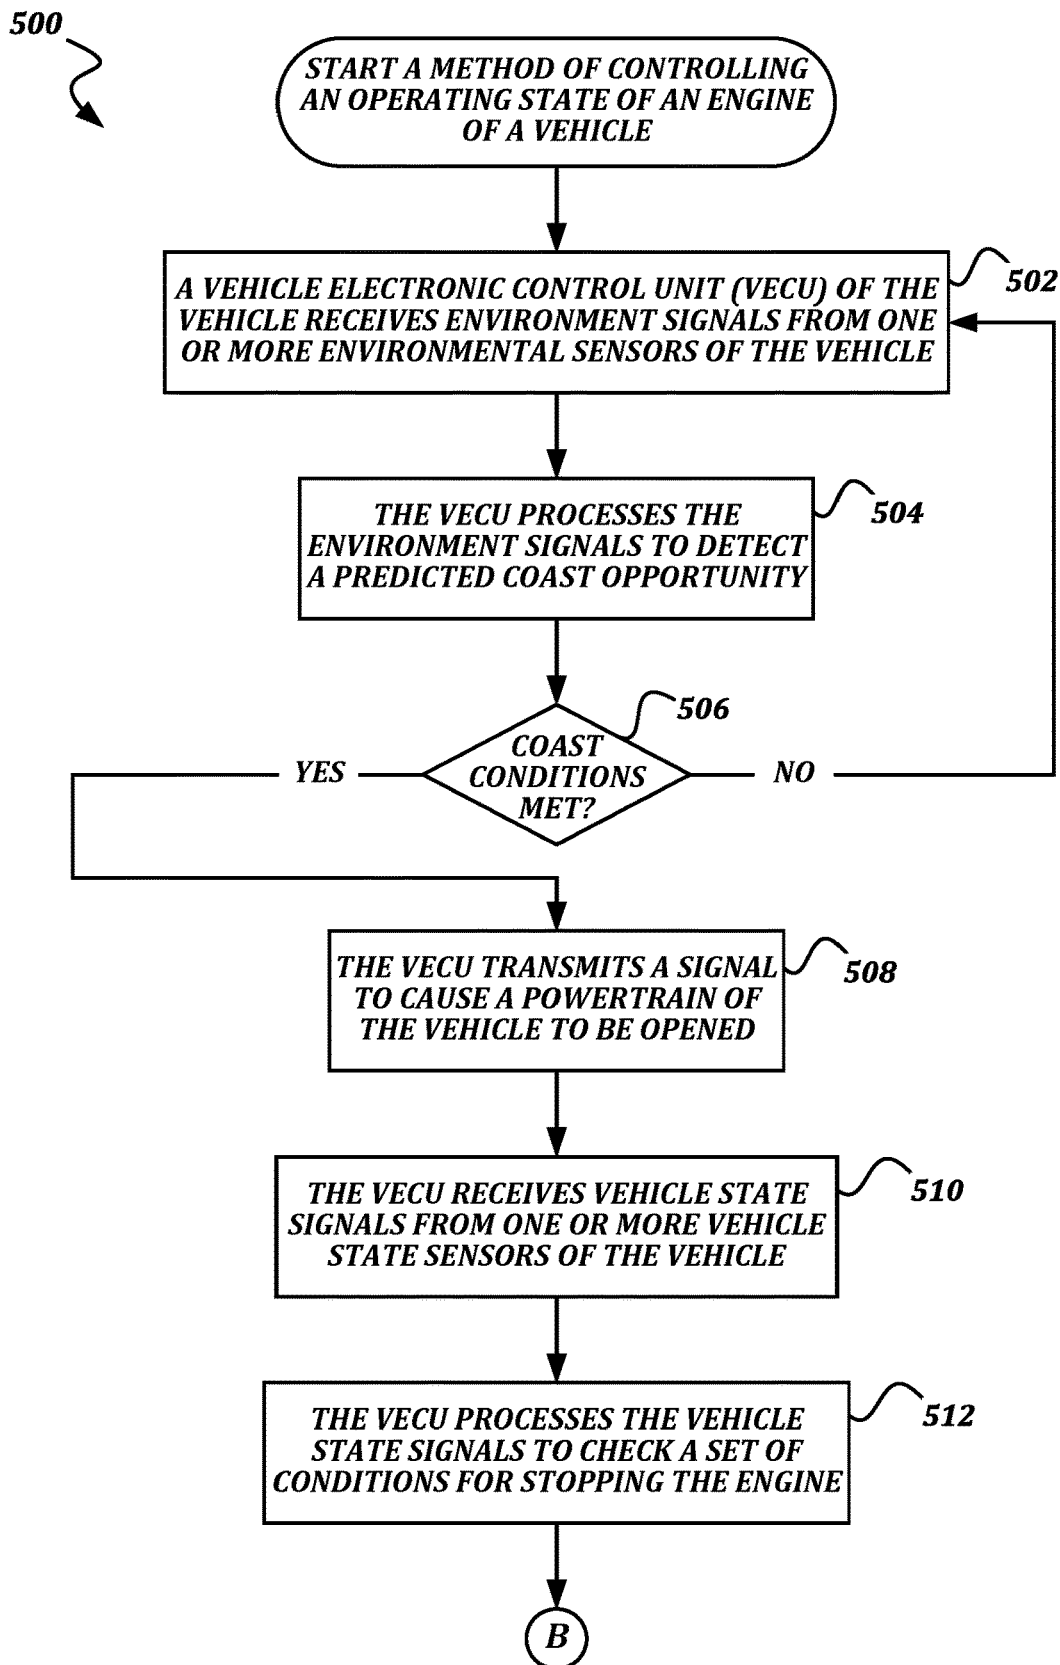 500
START A METHOD OF CONTROLLING
AN OPERATING STATE OF AN ENGINE
OF A VEHICLE
502
A VEHICLE ELECTRONIC CONTROL UNIT (VECU) OF THE
VEHICLE RECEIVES ENVIRONMENT SIGNALS FROM ONE
OR MORE ENVIRONMENTAL SENSORS OF THE VEHICLE
504
THE VECU PROCESSES THE
ENVIRONMENT SIGNALS TO DETECT
A PREDICTED COAST OPPORTUNITY
506
COAST
CONDITIONS
MET?
YES
NO
508
THE VECU TRANSMITS A SIGNAL
TO CAUSE A POWERTRAIN OF
THE VEHICLE TO BE OPENED
510
THE VECU RECEIVES VEHICLE STATE
SIGNALS FROM ONE OR MORE VEHICLE
STATE SENSORS OF THE VEHICLE
512
THE VECU PROCESSES THE VEHICLE
STATE SIGNALS TO CHECK A SET OF
CONDITIONS FOR STOPPING THE ENGINE
B